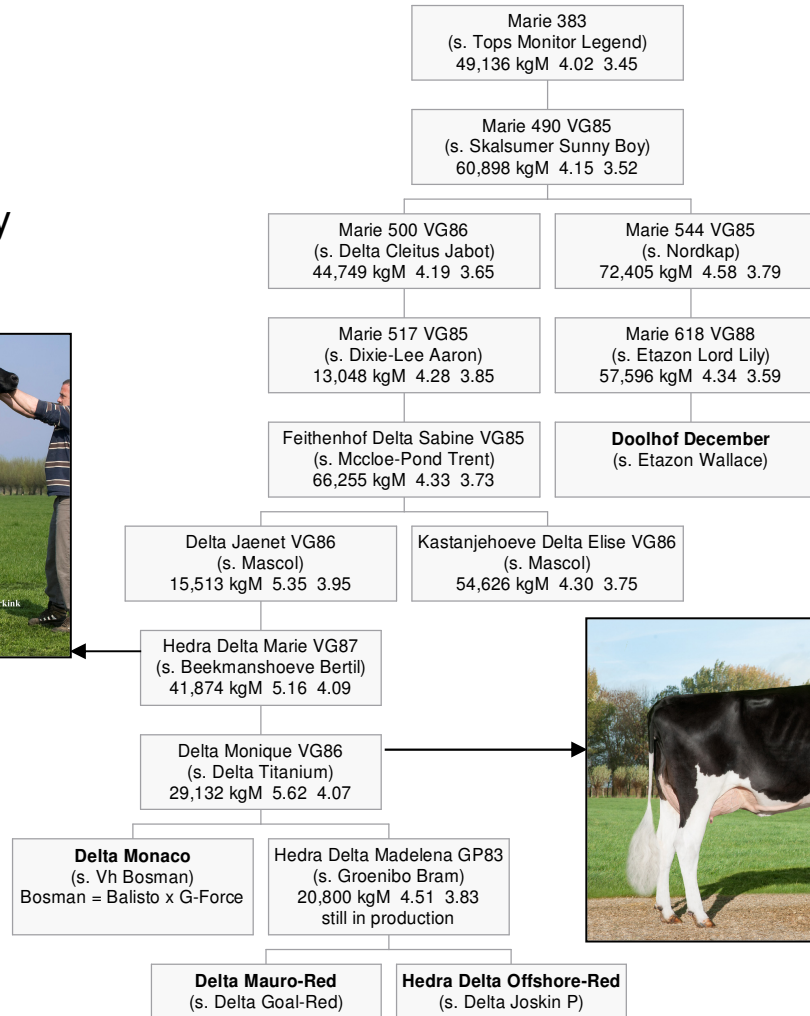 Marie 383
(s. Tops Monitor Legend)
49,136 kgM 4.02 3.45
Marie 490 VG85
(s. Skalsumer Sunny Boy)
60,898 kgM 4.15 3.52
y
Marie 500 VG86
(s. Delta Cleitus Jabot)
44,749 kgM 4.19 3.65
Marie 544 VG85
(s. Nordkap)
72,405 kgM 4.58 3.79
Marie 517 VG85
(s. Dixie-Lee Aaron)
13,048 kgM 4.28 3.85
Marie 618 VG88
(s. Etazon Lord Lily)
57,596 kgM 4.34 3.59
Feithenhof Delta Sabine VG85
(s. Mccloe-Pond Trent)
66,255 kgM 4.33 3.73
Doolhof December
(s. Etazon Wallace)
Delta Jaenet VG86
(s. Mascol)
15,513 kgM 5.35 3.95
Kastanjehoeve Delta Elise VG86
(s. Mascol)
54,626 kgM 4.30 3.75
rkink
Hedra Delta Marie VG87
(s. Beekmanshoeve Bertil)
41,874 kgM 5.16 4.09
Delta Monique VG86
(s. Delta Titanium)
29,132 kgM 5.62 4.07
Delta Monaco
(s. Vh Bosman)
Bosman = Balisto x G-Force
Hedra Delta Madelena GP83
(s. Groenibo Bram)
20,800 kgM 4.51 3.83
still in production
Delta Mauro-Red
(s. Delta Goal-Red)
Hedra Delta Offshore-Red
(s. Delta Joskin P)